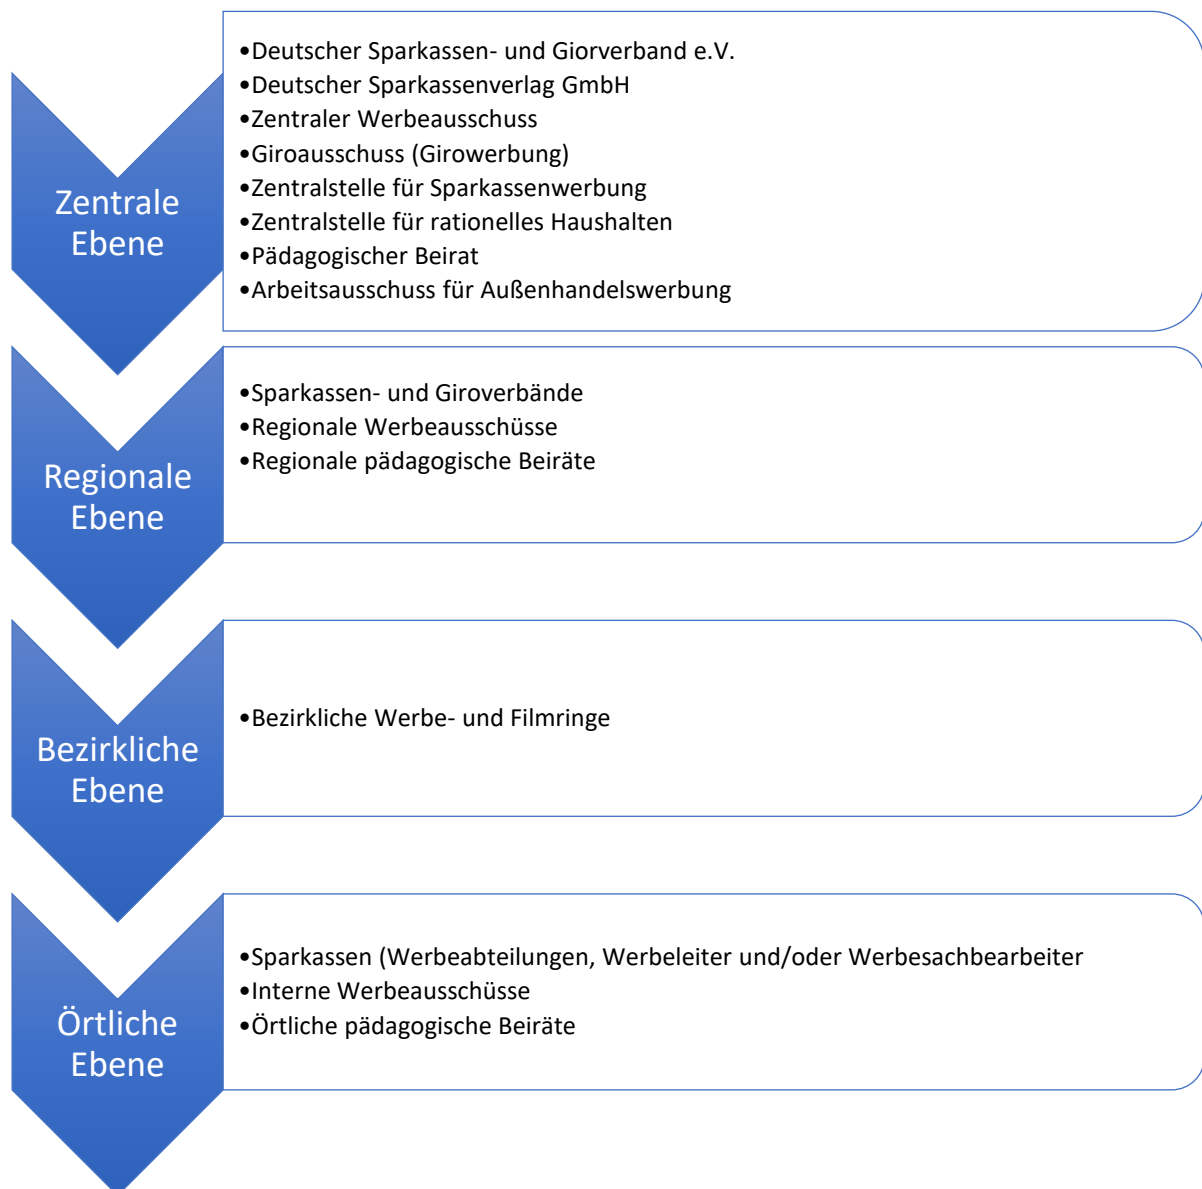 Zentrale
Ebene
•Deutscher Sparkassen- und Giorverband e.V.
•Deutscher Sparkassenverlag GmbH
•Zentraler Werbeausschuss
•Giroausschuss (Girowerbung)
•Zentralstelle für Sparkassenwerbung
•Zentralstelle für rationelles Haushalten
•Pädagogischer Beirat
•Arbeitsausschuss für Außenhandelswerbung
Regionale
Ebene
•Sparkassen- und Giroverbände
•Regionale Werbeausschüsse
•Regionale pädagogische Beiräte
Bezirkliche
Ebene
•Bezirkliche Werbe- und Filmringe
Örtliche
Ebene
•Sparkassen (Werbeabteilungen, Werbeleiter und/oder Werbesachbearbeiter
•Interne Werbeausschüsse
•Örtliche pädagogische Beiräte